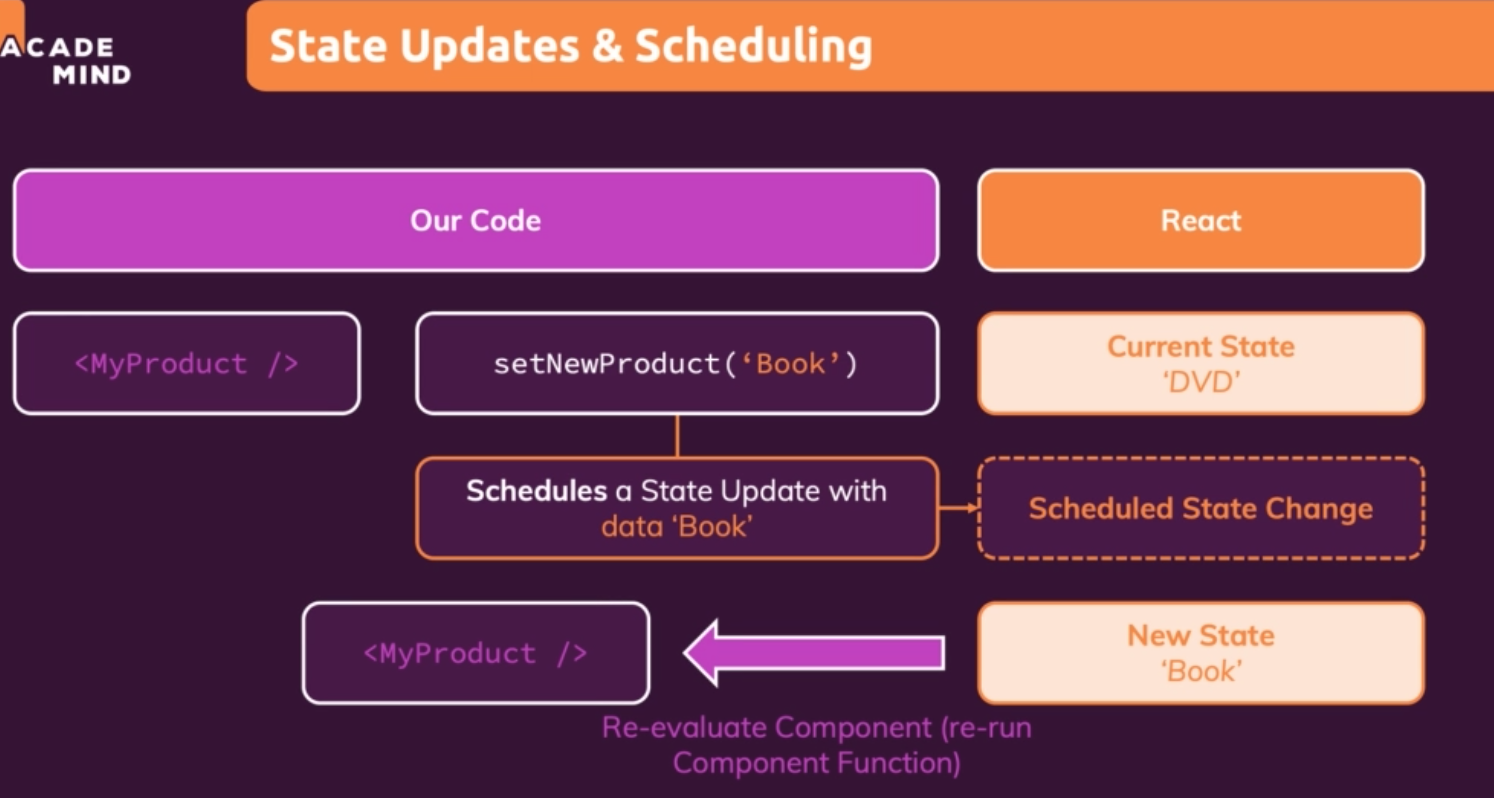 ACADE
MIND
State Updates & Scheduling
Our Code
React
<MyProduct />
setNewProduct(‘Book’)
Current State
‘DVD’
Schedules a State Update with
data ‘Book’
Scheduled State Change
<MyProduct />
New State
‘Book’
Re-evaluate Component (re-run
Component Function)